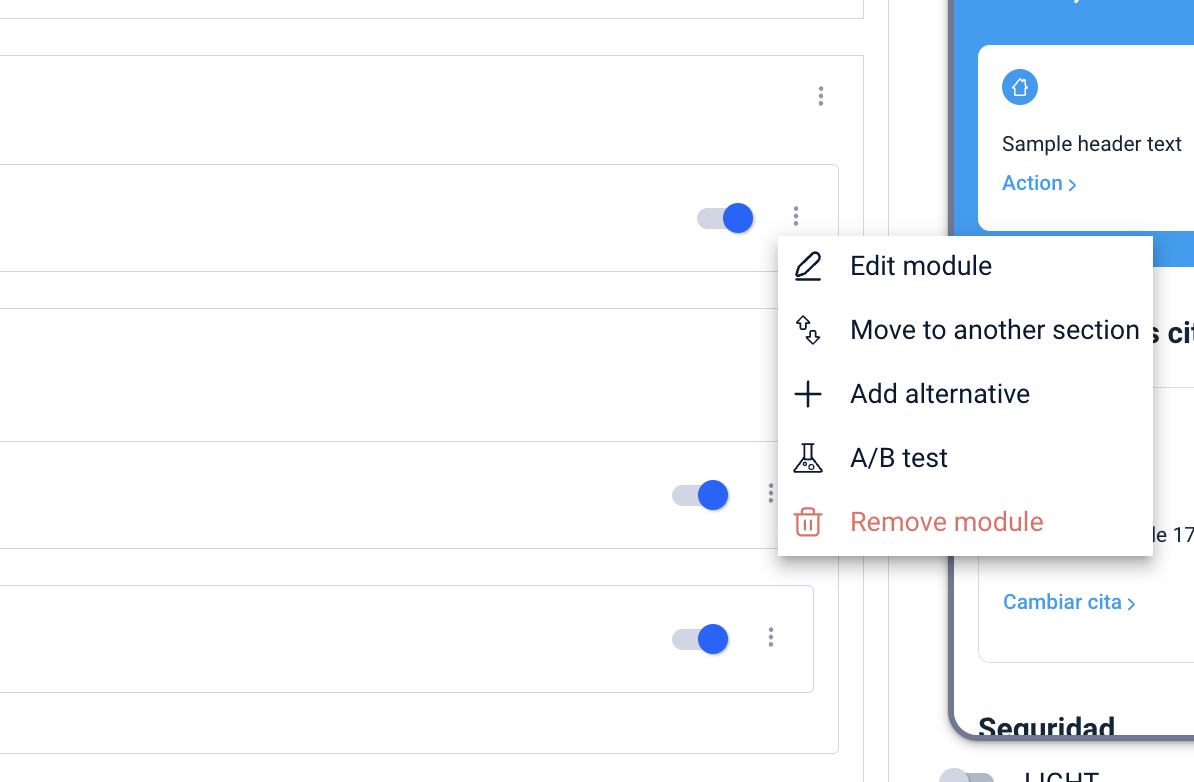 Sample header text
Action
Edit module
Move to another section
Add alternative
A/B test
Remove module
s cit
le 17
Cambiar cita
Seguridad
LIGHT